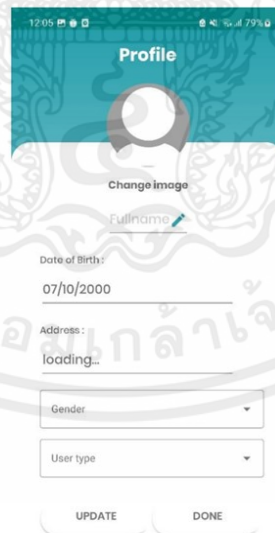 12:05
79%
Profile
Change image
Fullname
Date of Birth :
07/10/2000
Address :
loading...
Gender
User type
UPDATE
DONE